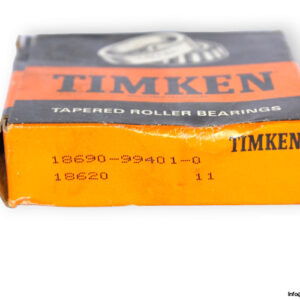 TIMKEN
TAPERED ROLLER BEARINGS
18690-99401-0 TIMKEN
18620 11